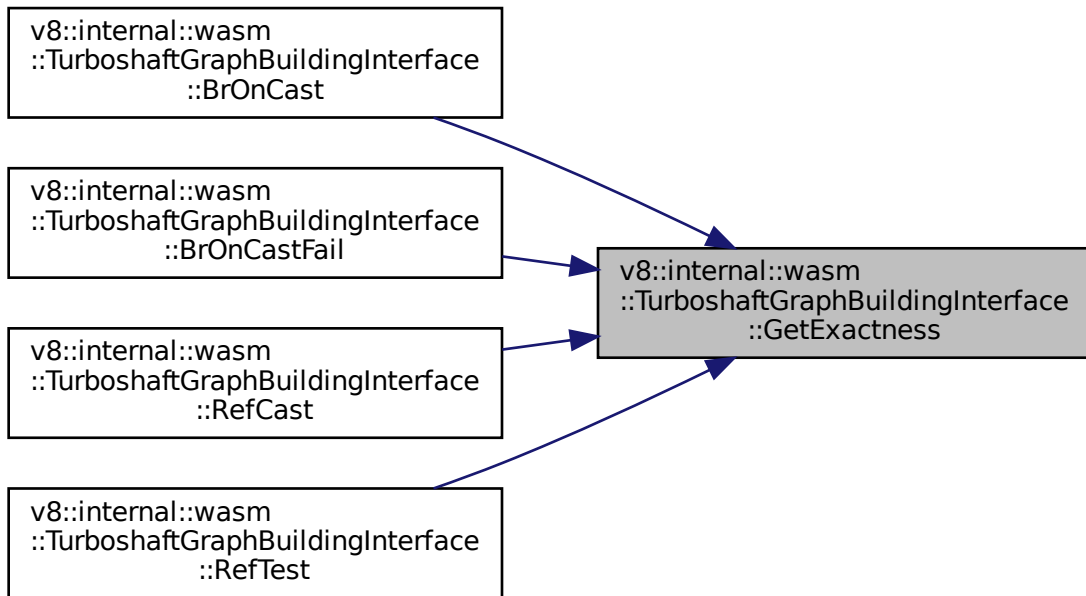 v8::internal::wasm
::TurboshaftGraphBuildingInterface
::BrOnCast
v8::internal::wasm
::TurboshaftGraphBuildingInterface
::BrOnCastFail
v8::internal::wasm
::TurboshaftGraphBuildingInterface
::GetExactness
v8::internal::wasm
::TurboshaftGraphBuildingInterface
::RefCast
v8::internal::wasm
::TurboshaftGraphBuildingInterface
::RefTest